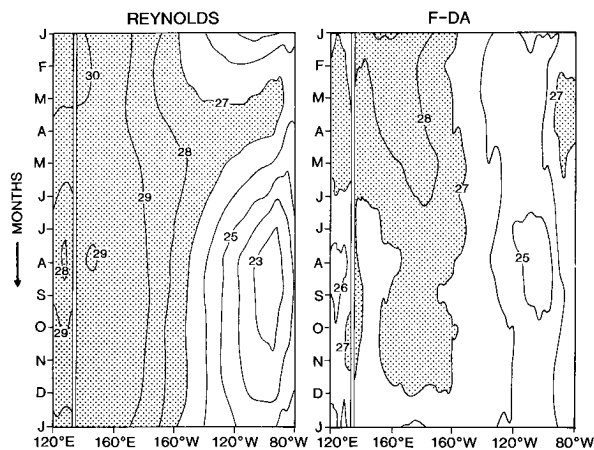 REYNOLDS
F-DA
MONTHS
J
F
M
A
M
J
J
A
S
O
N
D
J
30
27
28
29
25
29
23
28
29
120°E
160°E
160°W
120°W
80°W
J
F
M
A
M
J
J
A
S
O
N
D
J
27
28
27
25
26
27
120°E
160°E
160°W
120°W
80°W